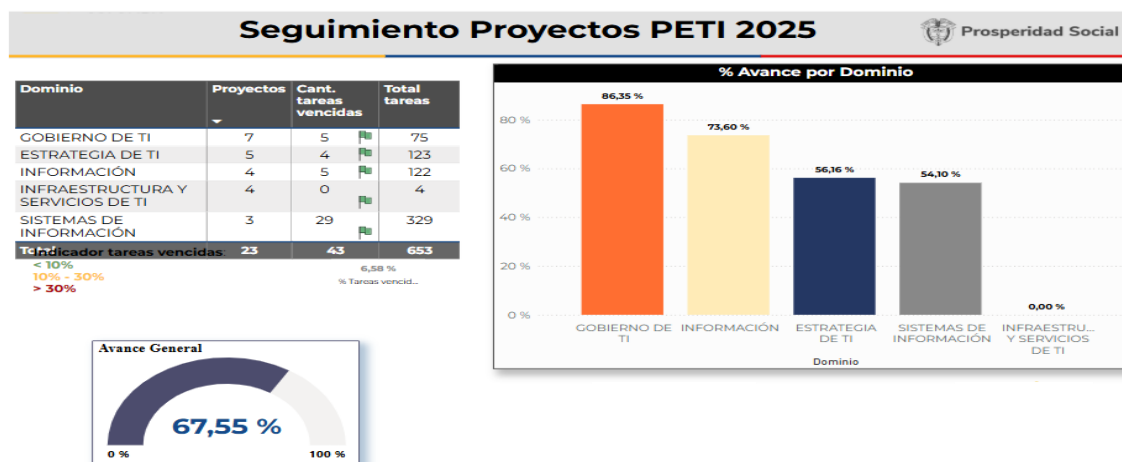 Seguimiento Proyectos PETI 2025
Prosperidad Social
Dominio Proyectos Cant. tareas vencidas Total tareas
GOBIERNO DE TI 7 5 75
ESTRATEGIA DE TI 5 4 123
INFORMACIÓN 4 5 122
INFRAESTRUCTURA Y SERVICIOS DE TI 4 0 4
SISTEMAS DE INFORMACIÓN 3 29 329
Total 23 43 653
Indicador tareas vencidas:
< 10%
10% - 30%
> 30%
6,58 %
% Tareas vencid...
% Avance por Dominio
80 %
60 %
40 %
20 %
0 %
86,35 %
73,60 %
56,16 %
54,10 %
0,00 %
GOBIERNO DE TI
INFORMACIÓN
ESTRATEGIA DE TI
SISTEMAS DE INFORMACIÓN
INFRAESTRU... Y SERVICIOS DE TI
Dominio
Avance General
67,55 %
0 %
100 %